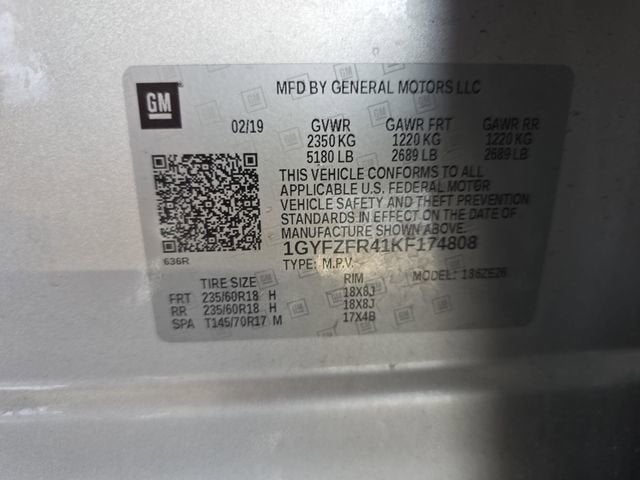 GM
MFD BY GENERAL MOTORS LLC
02/19 GVWR GAWR FRT GAWR RR
2350 KG 1220 KG 1220 KG
5180 LB 2689 LB 2689 LB
THIS VEHICLE CONFORMS TO ALL
APPLICABLE U.S. FEDERAL MOTOR
VEHICLE SAFETY AND THEFT PREVENTION
STANDARDS IN EFFECT ON THE DATE OF
MANUFACTURE SHOWN ABOVE.
1GYFZFR41KF174808
636R
TYPE: M.P.V. MODEL: 186ZE26
TIRE SIZE RIM
FRT 235/60R18 H 18X8J
RR 235/60R18 H 18X8J
SPA T145/70R17 M 17X4B